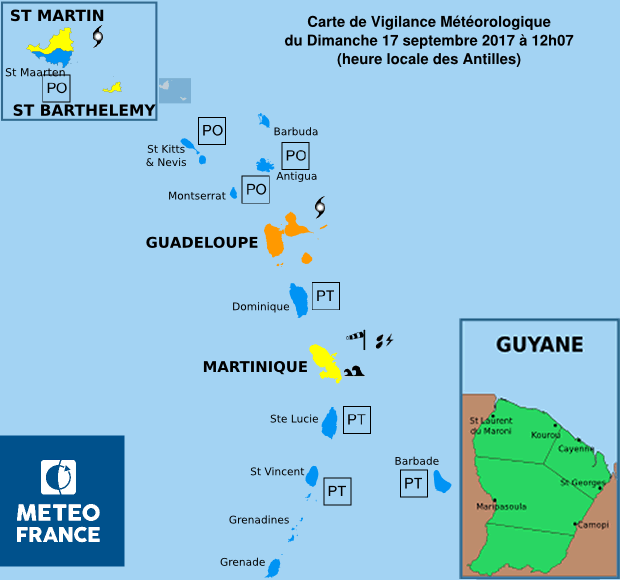 ST MARTIN
St Maarten
PO
ST BARTHELEMY
Carte de Vigilance Météorologique
du Dimanche 17 septembre 2017 à 12h07
(heure locale des Antilles)
PO
Barbuda
St Kitts
& Nevis
PO
Antigua
Montserrat
PO
GUADELOUPE
Dominique
PT
MARTINIQUE
Ste Lucie
PT
St Vincent
PT
Barbade
PT
Grenadines
Grenade
METEO
FRANCE
GUYANE
St Laurent
du Maroni
Kourou
Cayenne
St Georges
Maripasoula
Camopi